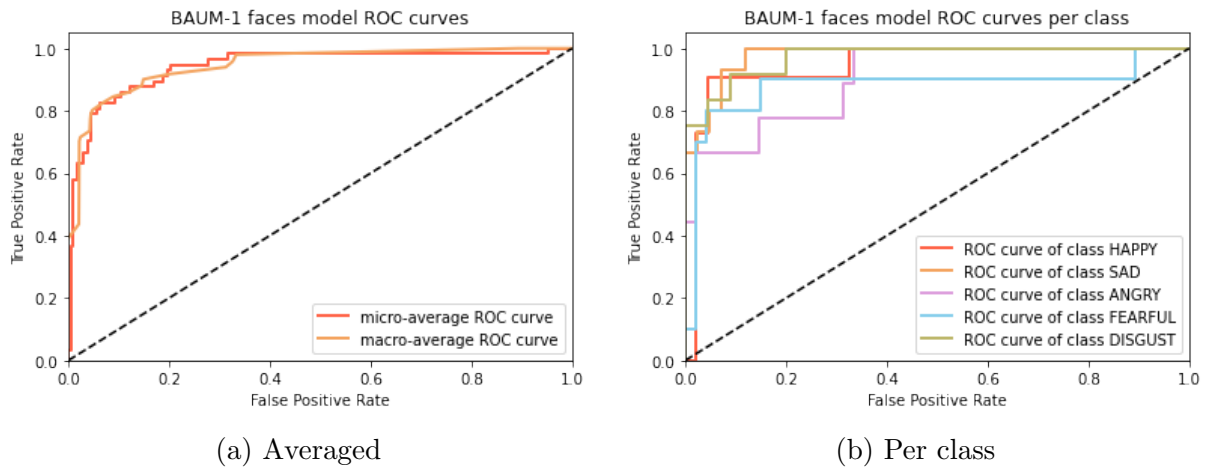 BAUM-1 faces model ROC curves
True Positive Rate
1.0
0.8
0.6
0.4
0.2
0.0
0.0 0.2 0.4 0.6 0.8 1.0
False Positive Rate
micro-average ROC curve
macro-average ROC curve
(a) Averaged
BAUM-1 faces model ROC curves per class
True Positive Rate
1.0
0.8
0.6
0.4
0.2
0.0
0.0 0.2 0.4 0.6 0.8 1.0
False Positive Rate
ROC curve of class HAPPY
ROC curve of class SAD
ROC curve of class ANGRY
ROC curve of class FEARFUL
ROC curve of class DISGUST
(b) Per class